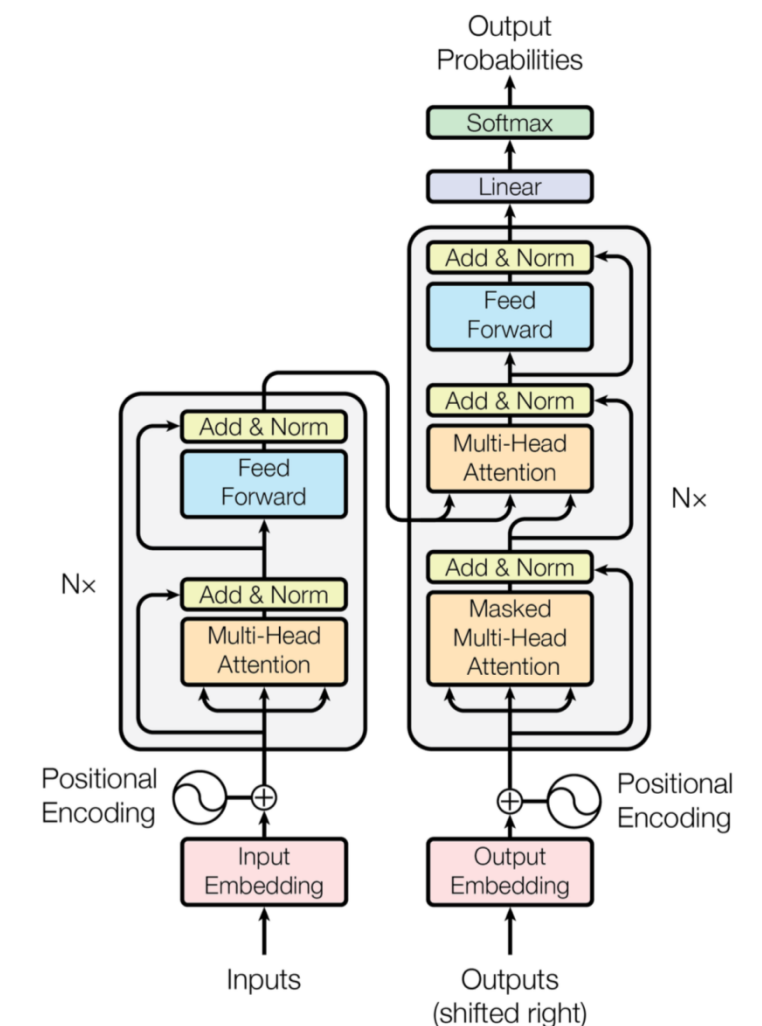 Output
Probabilities
Softmax
Linear
Add & Norm
Feed
Forward
Add & Norm
Multi-Head
Attention
Add & Norm
Masked
Multi-Head
Attention
N×
Add & Norm
Feed
Forward
Add & Norm
Multi-Head
Attention
N×
Positional
Encoding
Positional
Encoding
Input
Embedding
Output
Embedding
Inputs
Outputs
(shifted right)